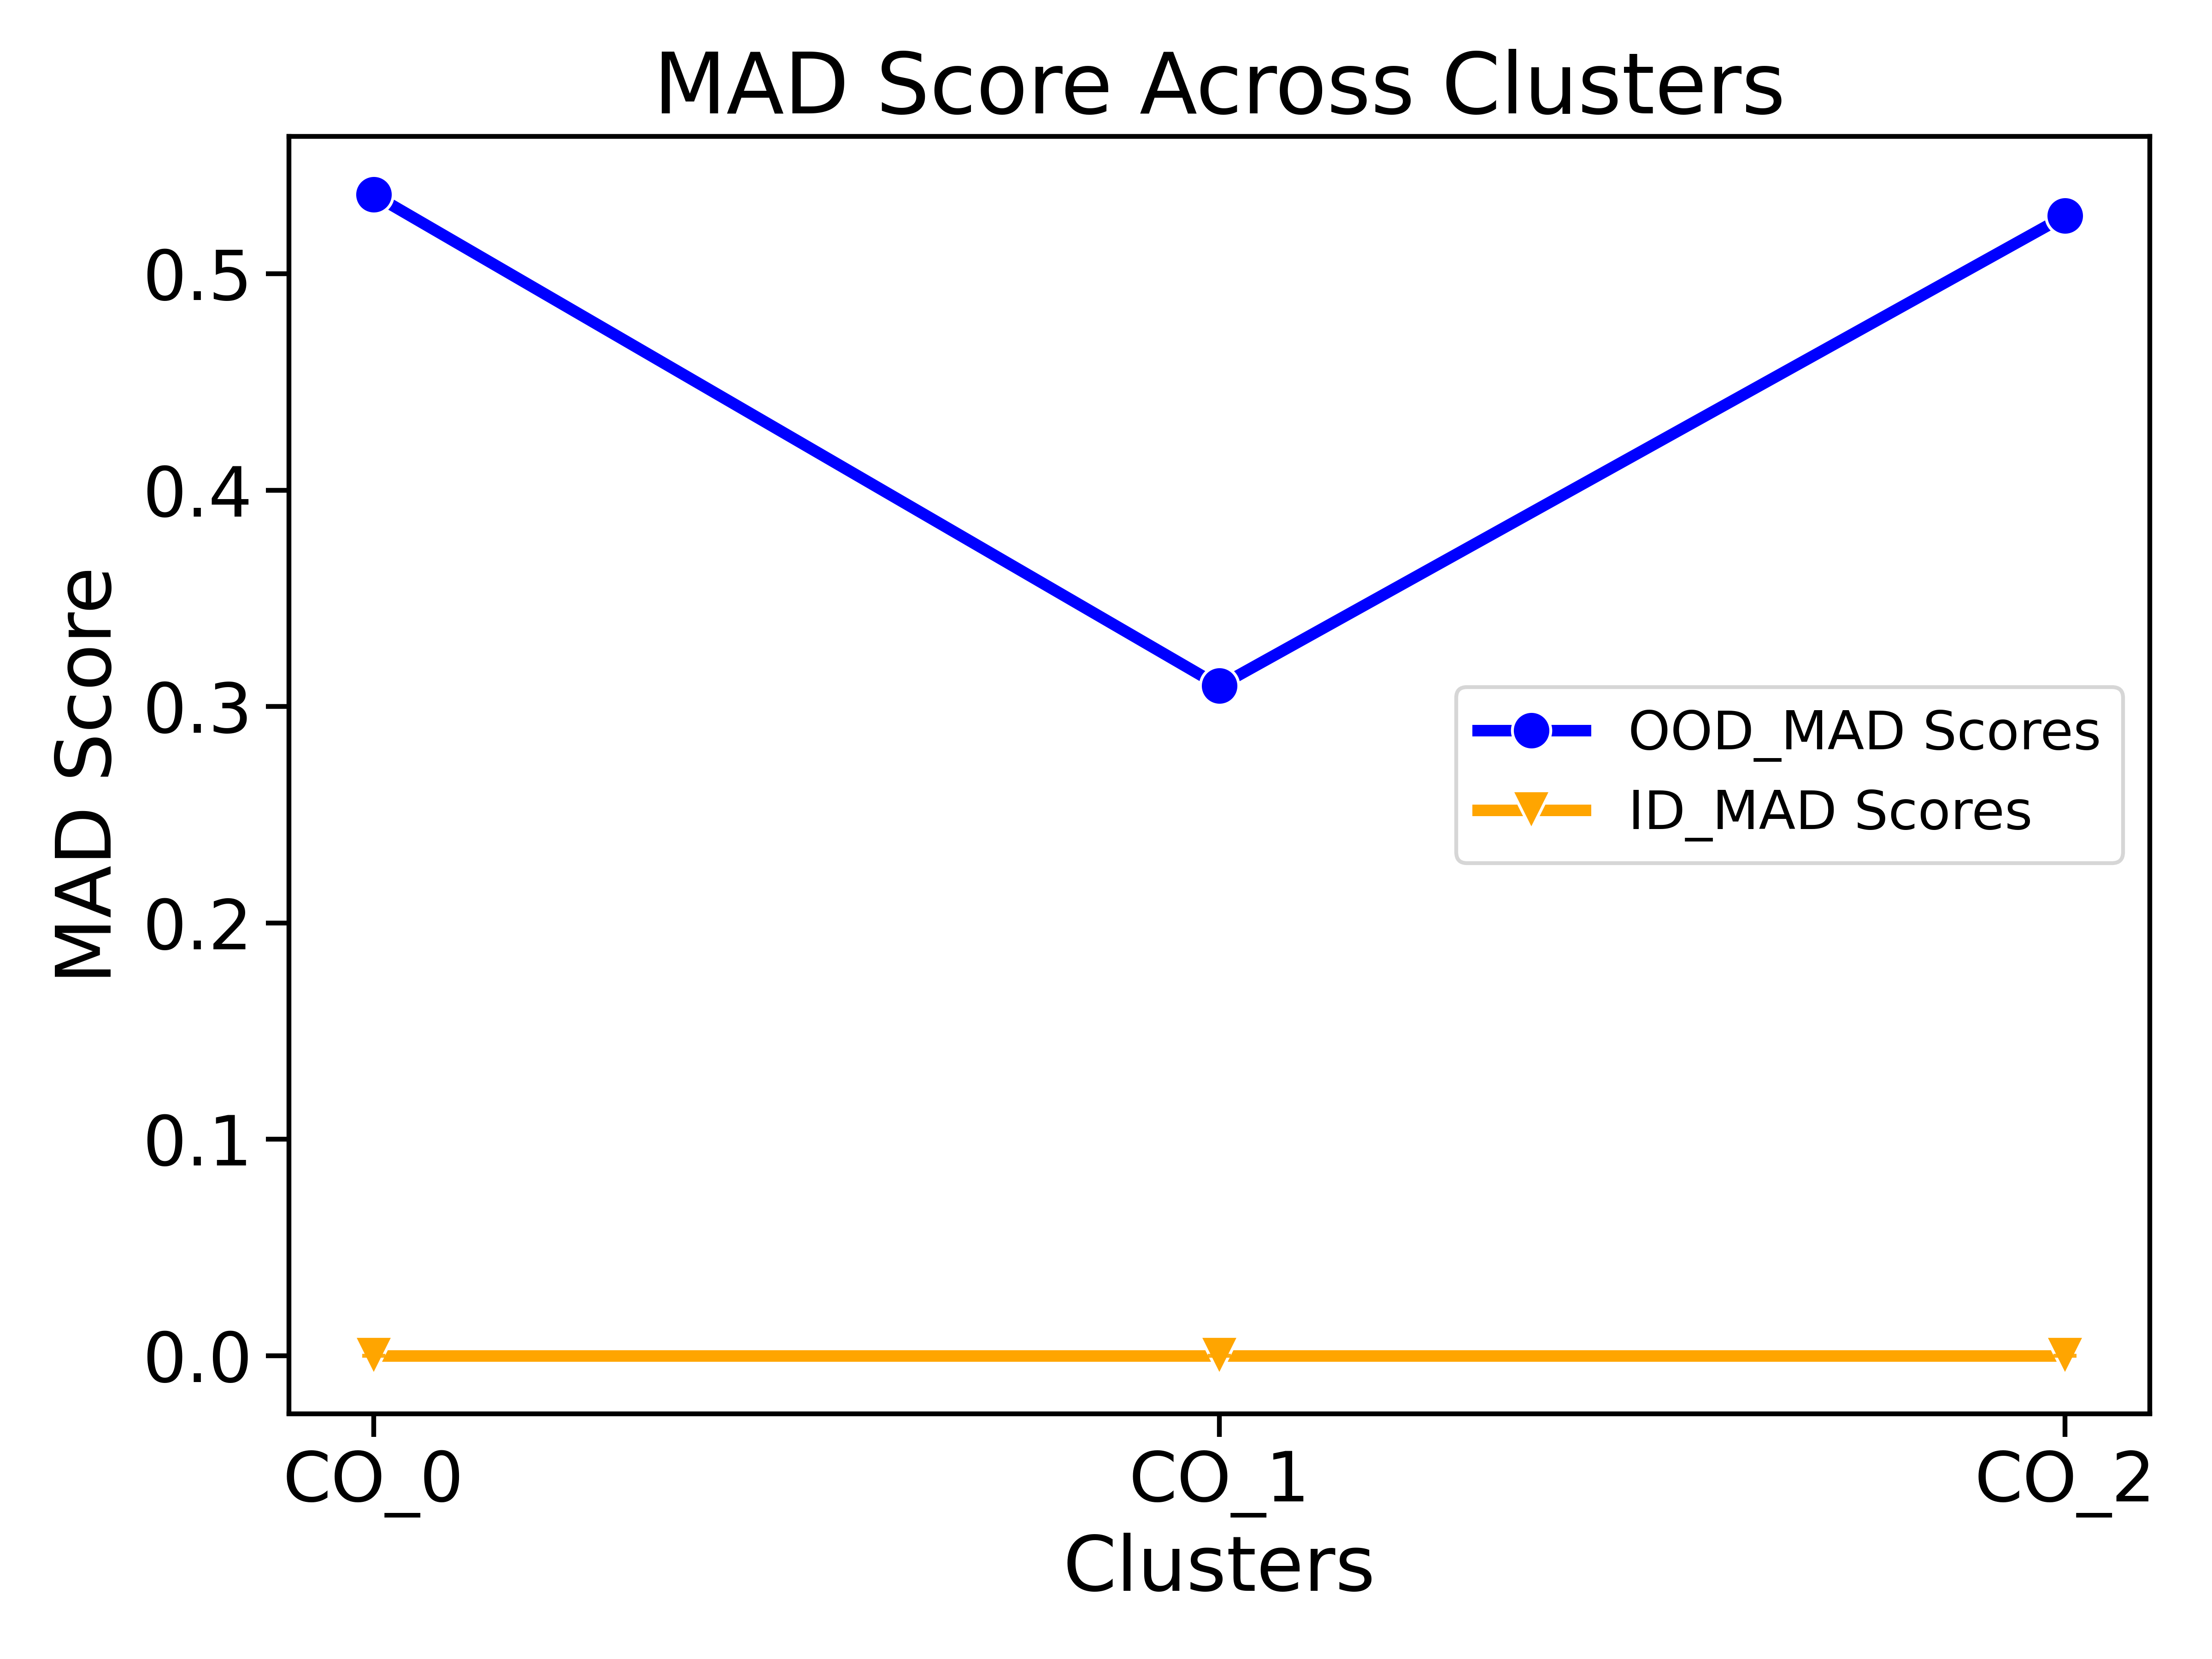 MAD Score Across Clusters
MAD Score
0.5
0.4
0.3
0.2
0.1
0.0
OOD_MAD Scores
ID_MAD Scores
CO_0
CO_1
CO_2
Clusters